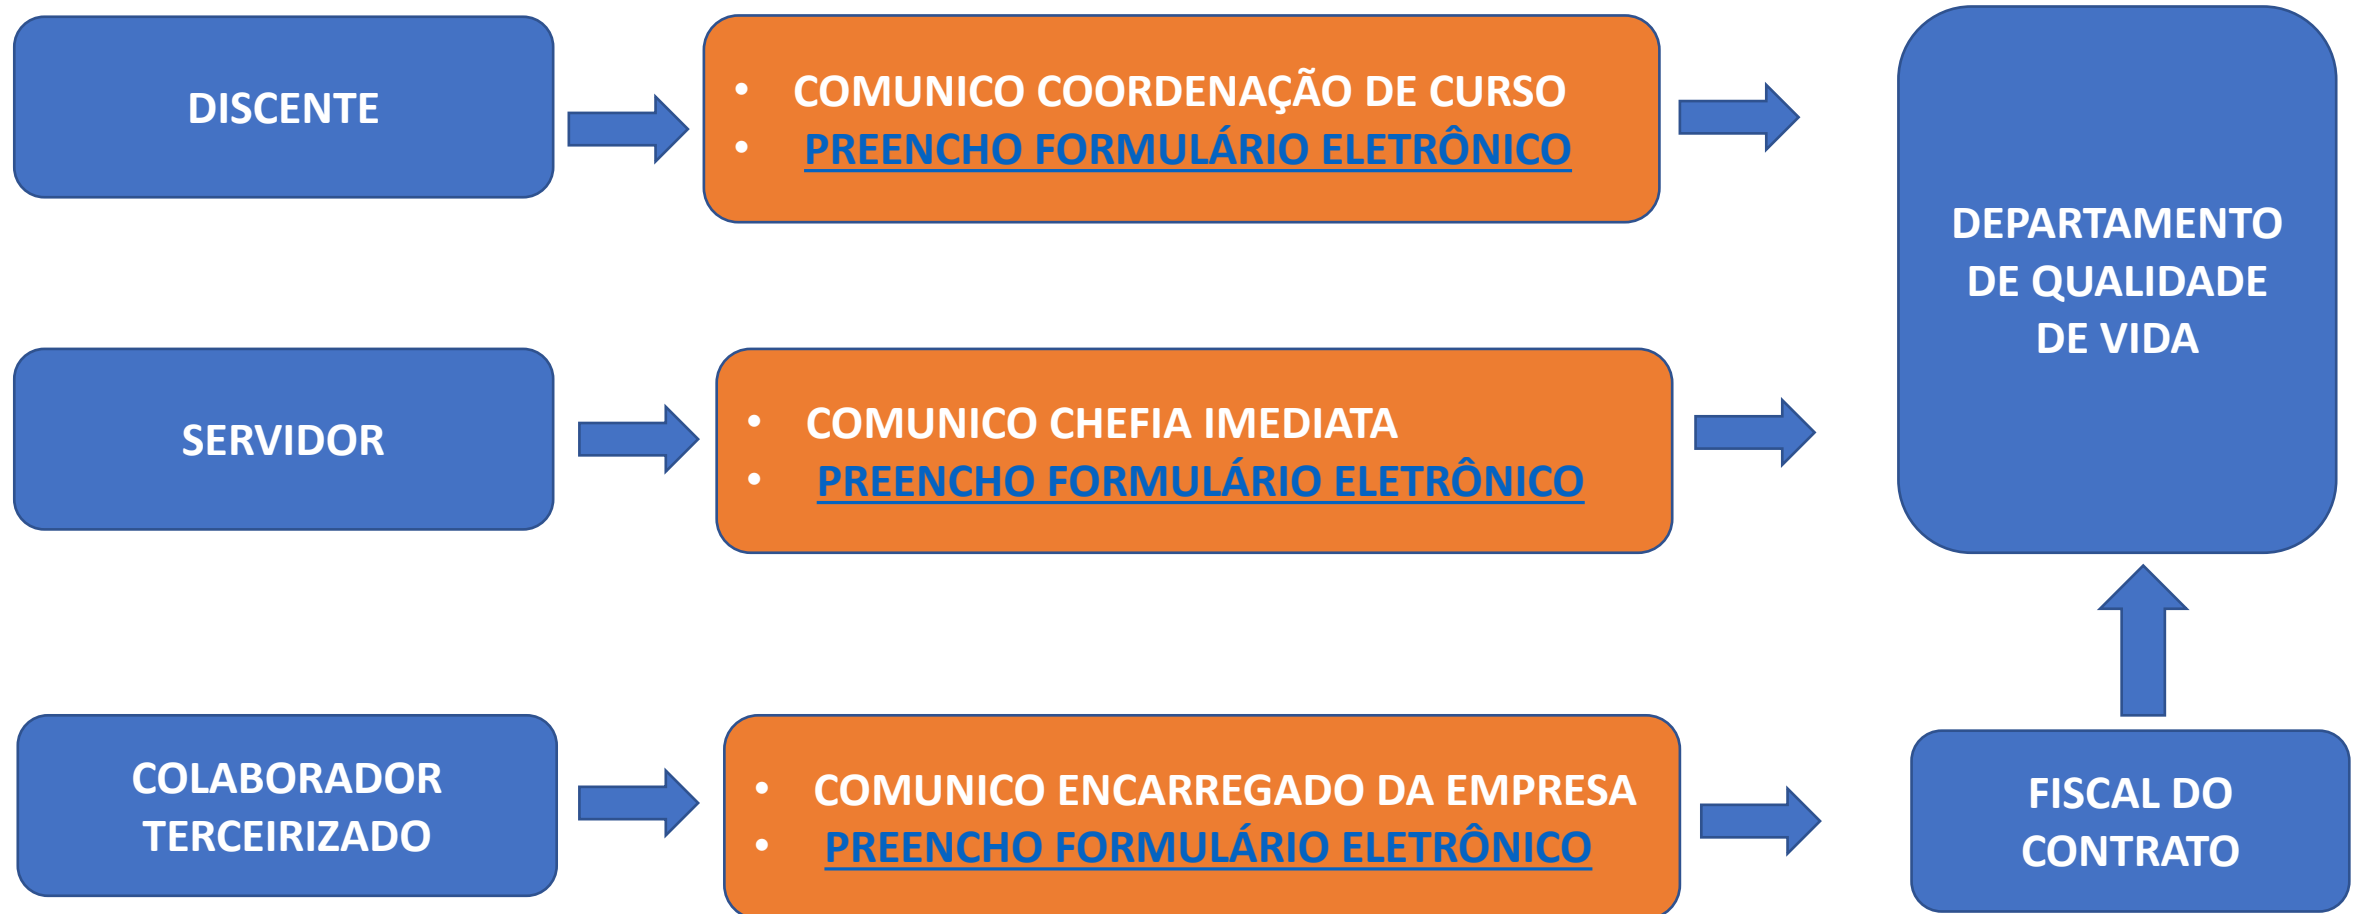 DISCENTE
• COMUNICO COORDENAÇÃO DE CURSO
• PREENCHO FORMULÁRIO ELETRÔNICO
DEPARTAMENTO
DE QUALIDADE
DE VIDA
SERVIDOR
• COMUNICO CHEFIA IMEDIATA
• PREENCHO FORMULÁRIO ELETRÔNICO
COLABORADOR
TERCEIRIZADO
• COMUNICO ENCARREGADO DA EMPRESA
• PREENCHO FORMULÁRIO ELETRÔNICO
FISCAL DO
CONTRATO